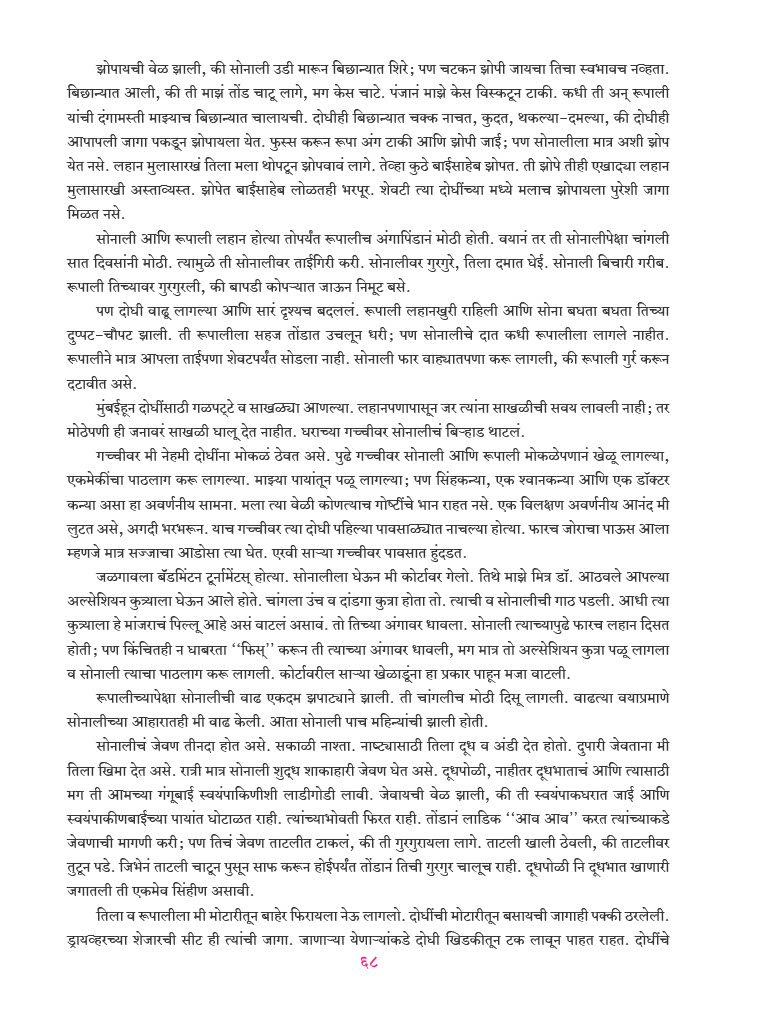 झोपायची वेळ झाली, की सोनाली उडी मारून बिछान्यात शिरे; पण चटकन झोपी जायचा तिचा स्वभावच नव्हता.
बिछान्यात आली, की ती माझं तोंड चाटू लागे, मग केस चाटे. पंजानं माझे केस विस्कटून टाकी. कधी ती अन् रूपाली
यांची दंगामस्ती माझ्याच बिछान्यात चालायची. दोघीही बिछान्यात चक्क नाचत, कुदत, थकल्या-दमल्या, की दोघीही
आपापली जागा पकडून झोपायला येत. फुस्स करून रूपा अंग टाकी आणि झोपी जाई; पण सोनालीला मात्र अशी झोप
येत नसे. लहान मुलासारखं तिला मला थोपटून झोपवावं लागे. तेव्हा कुठे बाईसाहेब झोपत. ती झोपे तीही एखाद्या लहान
मुलासारखी अस्ताव्यस्त. झोपेत बाईसाहेब लोळतही भरपूर. शेवटी त्या दोघींच्या मध्ये मलाच झोपायला पुरेशी जागा
मिळत नसे.
सोनाली आणि रूपाली लहान होत्या तोपर्यंत रूपालीच अंगापिंडानं मोठी होती. वयानं तर ती सोनालीपेक्षा चांगली
सात दिवसांनी मोठी. त्यामुळे ती सोनालीवर ताईगिरी करी. सोनालीवर गुरगुरे, तिला दमात घेई. सोनाली बिचारी गरीब.
रूपाली तिच्यावर गुरगुरली, की बापडी कोपऱ्यात जाऊन निमूट बसे.
पण दोघी वाढू लागल्या आणि सारं दृश्यच बदललं. रूपाली लहानखुरी राहिली आणि सोना बघता बघता तिच्या
दुप्पट-चौपट झाली. ती रूपालीला सहज तोंडात उचलून धरी; पण सोनालीचे दात कधी रूपालीला लागले नाहीत.
रूपालीने मात्र आपला ताईपणा शेवटपर्यंत सोडला नाही. सोनाली फार वाह्यातपणा करू लागली, की रूपाली गुर्र करून
दटावीत असे.
मुंबईहून दोघींसाठी गळपट्टे व साखळ्या आणल्या. लहानपणापासून जर त्यांना साखळीची सवय लावली नाही; तर
मोठेपणी ही जनावरं साखळी घालू देत नाहीत. घराच्या गच्चीवर सोनालीचं बिऱ्हाड थाटलं.
गच्चीवर मी नेहमी दोघींना मोकळं ठेवत असे. पुढे गच्चीवर सोनाली आणि रूपाली मोकळेपणानं खेळू लागल्या,
एकमेकींचा पाठलाग करू लागल्या. माझ्या पायांतून पळू लागल्या; पण सिंहकन्या, एक श्वानकन्या आणि एक डॉक्टर
कन्या असा हा अवर्णनीय सामना. मला त्या वेळी कोणत्याच गोष्टींचे भान राहत नसे. एक विलक्षण अवर्णनीय आनंद मी
लुटत असे, अगदी भरभरून. याच गच्चीवर त्या दोघी पहिल्या पावसाळ्यात नाचल्या होत्या. फारच जोराचा पाऊस आला
म्हणजे मात्र सज्जाचा आडोसा त्या घेत. एरवी साऱ्या गच्चीवर पावसात हुंदडत.
जळगावला बॅडमिंटन टूर्नामेंटस् होत्या. सोनालीला घेऊन मी कोर्टावर गेलो. तिथे माझे मित्र डॉ. आठवले आपल्या
अल्सेशियन कुत्र्याला घेऊन आले होते. चांगला उंच व दांडगा कुत्रा होता तो. त्याची व सोनालीची गाठ पडली. आधी त्या
कुत्र्याला हे मांजराचं पिल्लू आहे असं वाटलं असावं. तो तिच्या अंगावर धावला. सोनाली त्याच्यापुढे फारच लहान दिसत
होती; पण किंचितही न घाबरता ‘‘फिस्’’ करून ती त्याच्या अंगावर धावली, मग मात्र तो अल्सेशियन कुत्रा पळू लागला
व सोनाली त्याचा पाठलाग करू लागली. कोर्टावरील साऱ्या खेळाडूंना हा प्रकार पाहून मजा वाटली.
रूपालीच्यापेक्षा सोनालीची वाढ एकदम झपाट्याने झाली. ती चांगलीच मोठी दिसू लागली. वाढत्या वयाप्रमाणे
सोनालीच्या आहारातही मी वाढ केली. आता सोनाली पाच महिन्यांची झाली होती.
सोनालीचं जेवण तीनदा होत असे. सकाळी नाश्ता. नाष्ट्यासाठी तिला दूध व अंडी देत होतो. दुपारी जेवताना मी
तिला खिमा देत असे. रात्री मात्र सोनाली शुद्ध शाकाहारी जेवण घेत असे. दूधपोळी, नाहीतर दूधभाताचं आणि त्यासाठी
मग ती आमच्या गंगूबाई स्वयंपाकिणीशी लाडीगोडी लावी. जेवायची वेळ झाली, की ती स्वयंपाकघरात जाई आणि
स्वयंपाकीणबाईच्या पायांत घोटाळत राही. त्यांच्याभोवती फिरत राही. तोंडानं लाडिक ‘‘आव आव’’ करत त्यांच्याकडे
जेवणाची मागणी करी; पण तिचं जेवण ताटलीत टाकलं, की ती गुरगुरायला लागे. ताटली खाली ठेवली, की ताटलीवर
तुटून पडे. जिभेनं ताटली चाटून पुसून साफ करून होईपर्यंत तोंडानं तिची गुरगुर चालूच राही. दूधपोळी नि दूधभात खाणारी
जगातली ती एकमेव सिंहीण असावी.
तिला व रूपालीला मी मोटारीतून बाहेर फिरायला नेऊ लागलो. दोघींची मोटारीतून बसायची जागाही पक्की ठरलेली.
ड्रायव्हरच्या शेजारची सीट ही त्यांची जागा. जाणाऱ्या येणाऱ्यांकडे दोघी खिडकीतून टक लावून पाहत राहत. दोघींचे
६८